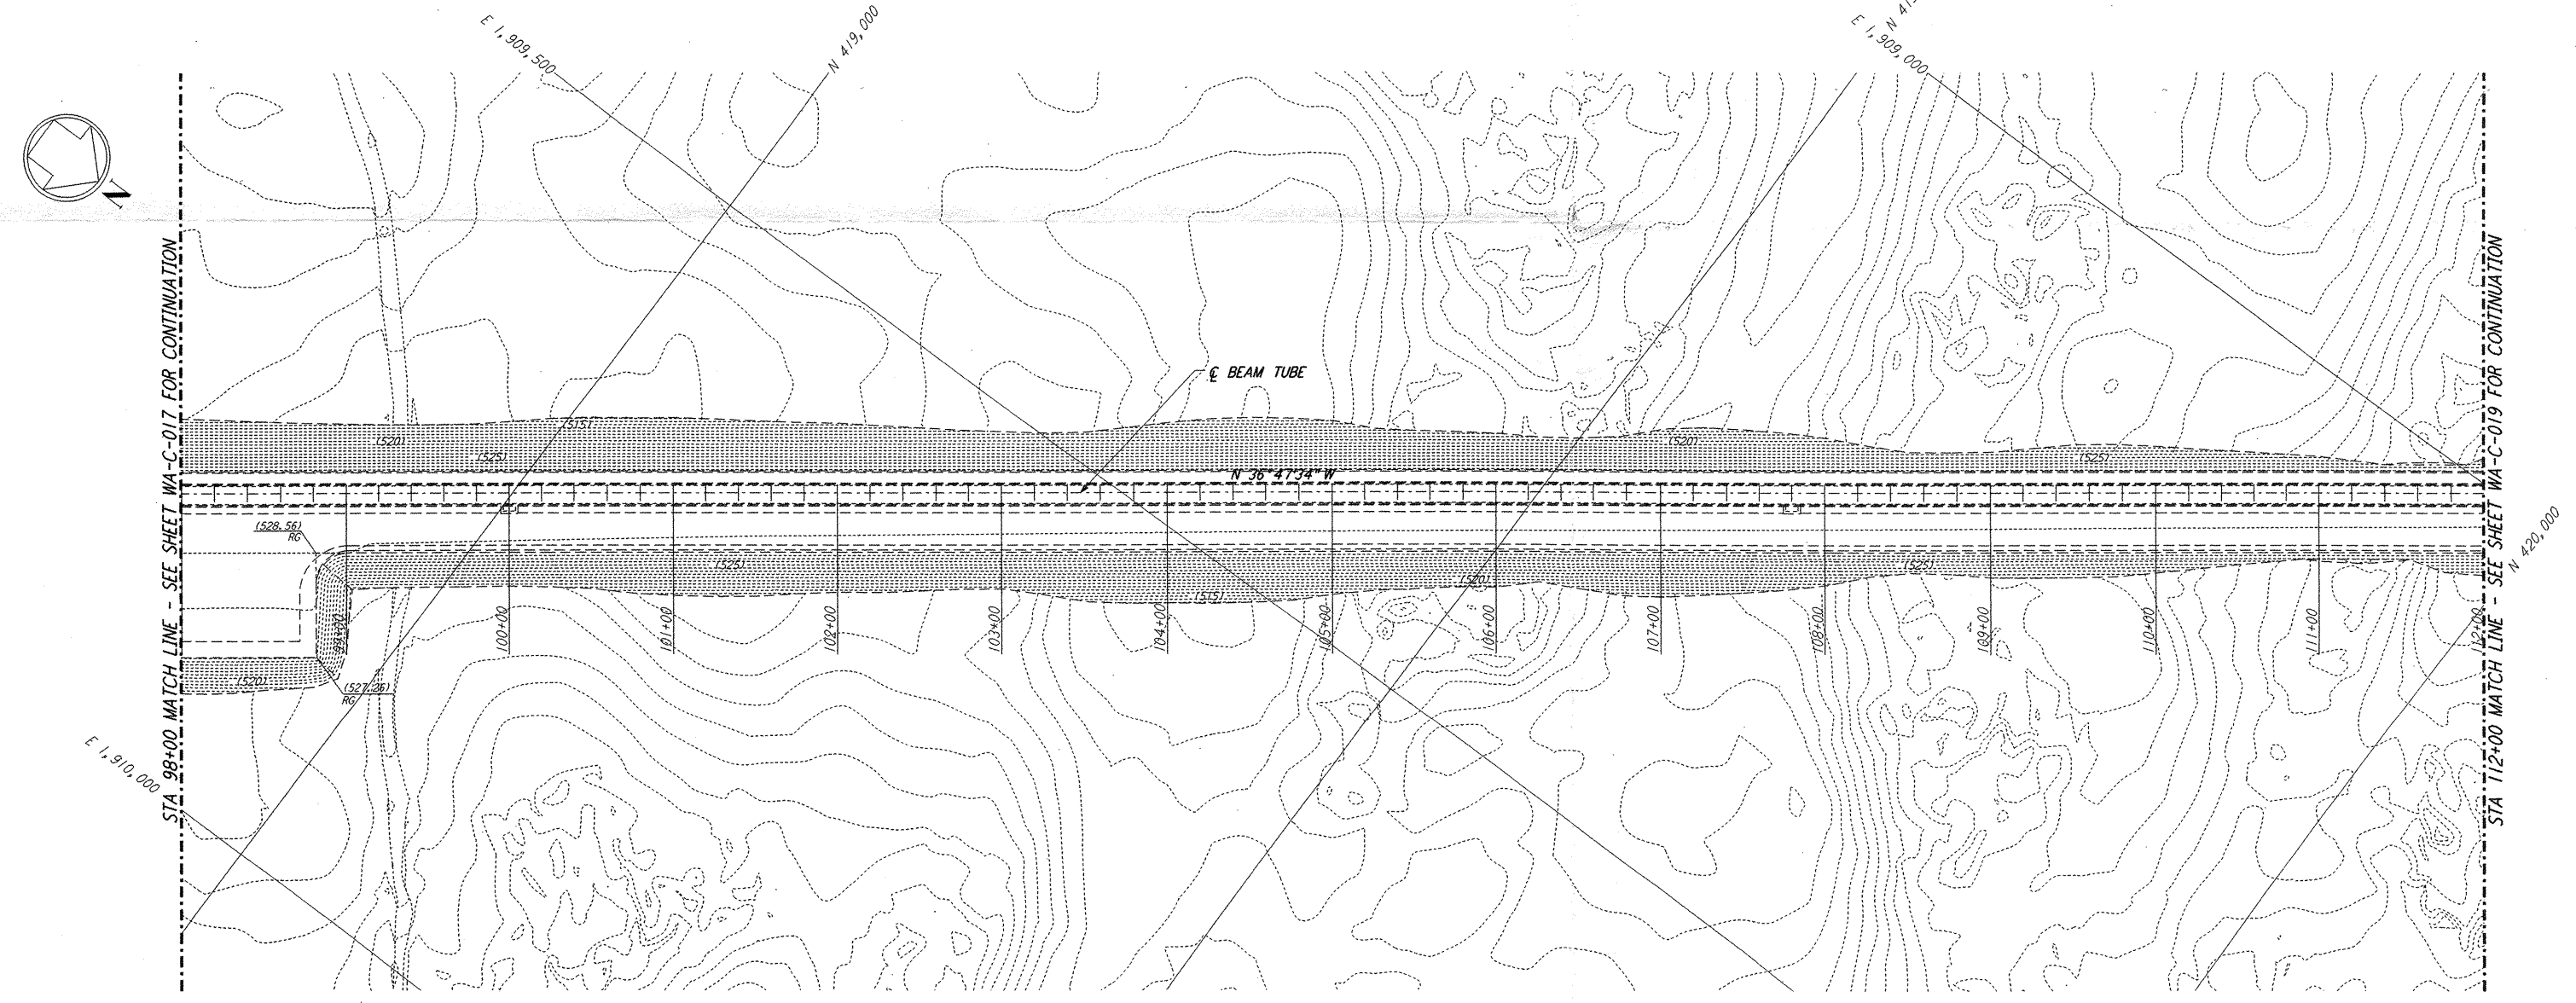 E 1,909,500
N 419,000
E 1,909,000
N
STA 98+00 MATCH LINE - SEE SHEET WA-C-017 FOR CONTINUATION
STA 112+00 MATCH LINE - SEE SHEET WA-C-019 FOR CONTINUATION
℄ BEAM TUBE
(515)
(520)
(520)
(525)
(525)
N 36°47'34" W
(528.56)
RG
(525)
(525)
(520)
(515)
N 420,000
99+00
100+00
101+00
102+00
103+00
104+00
105+00
106+00
107+00
108+00
109+00
110+00
111+00
112+00
(520)
(527.26)
RG
E 1,910,000